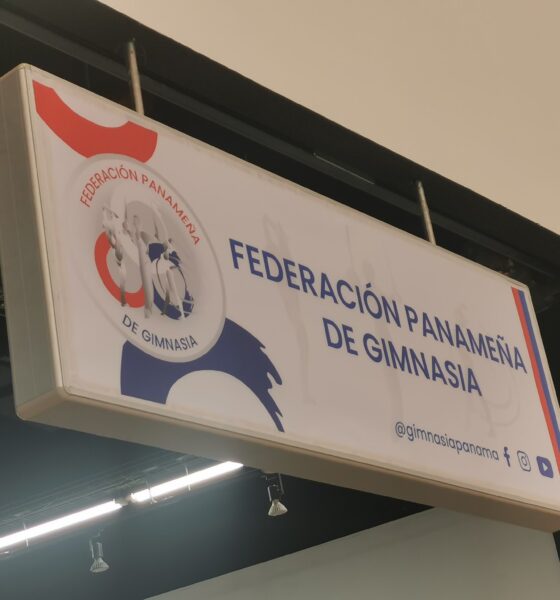 FEDERACIÓN PANAMEÑA
DE GIMNASIA
FEDERACIÓN PANAMEÑA
DE GIMNASIA
@gimnasiapanama